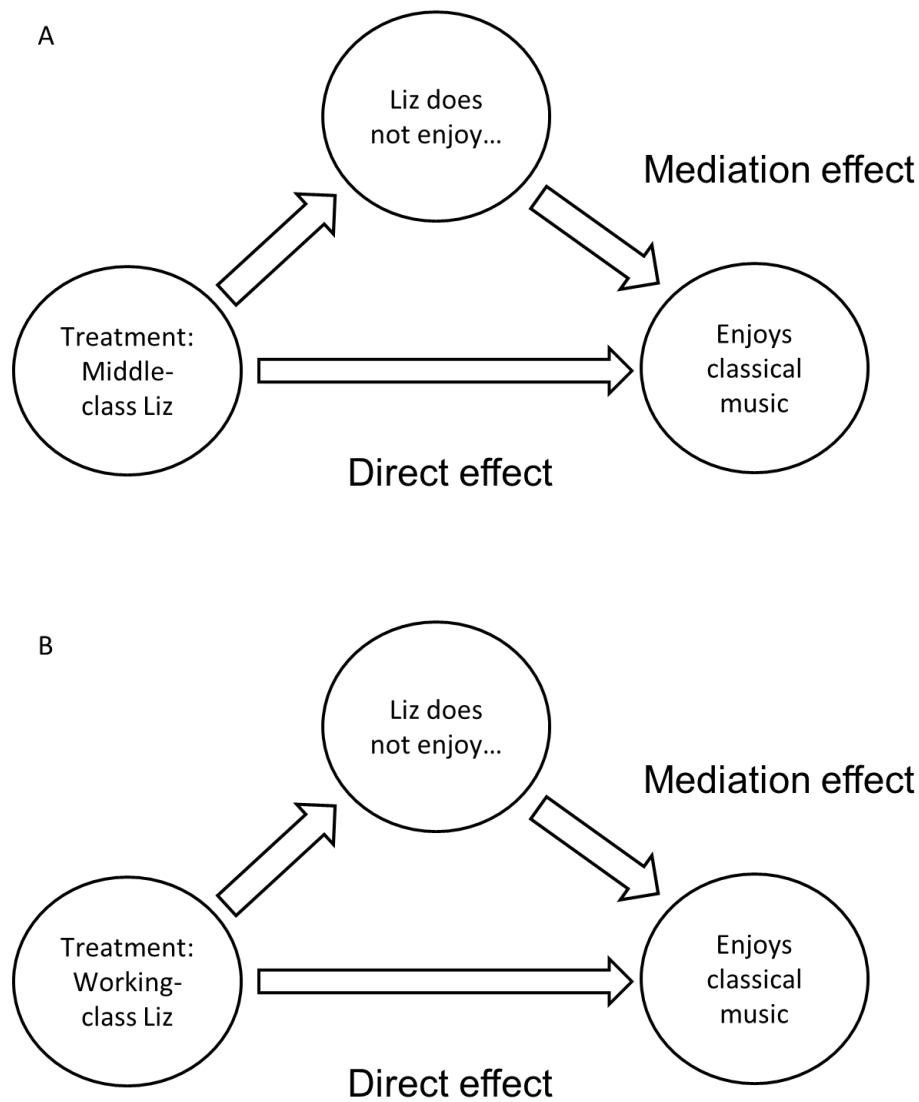 A
Liz does
not enjoy...
Mediation effect
Treatment:
Middle-
class Liz
Enjoys
classical
music
Direct effect
B
Liz does
not enjoy...
Mediation effect
Treatment:
Working-
class Liz
Enjoys
classical
music
Direct effect